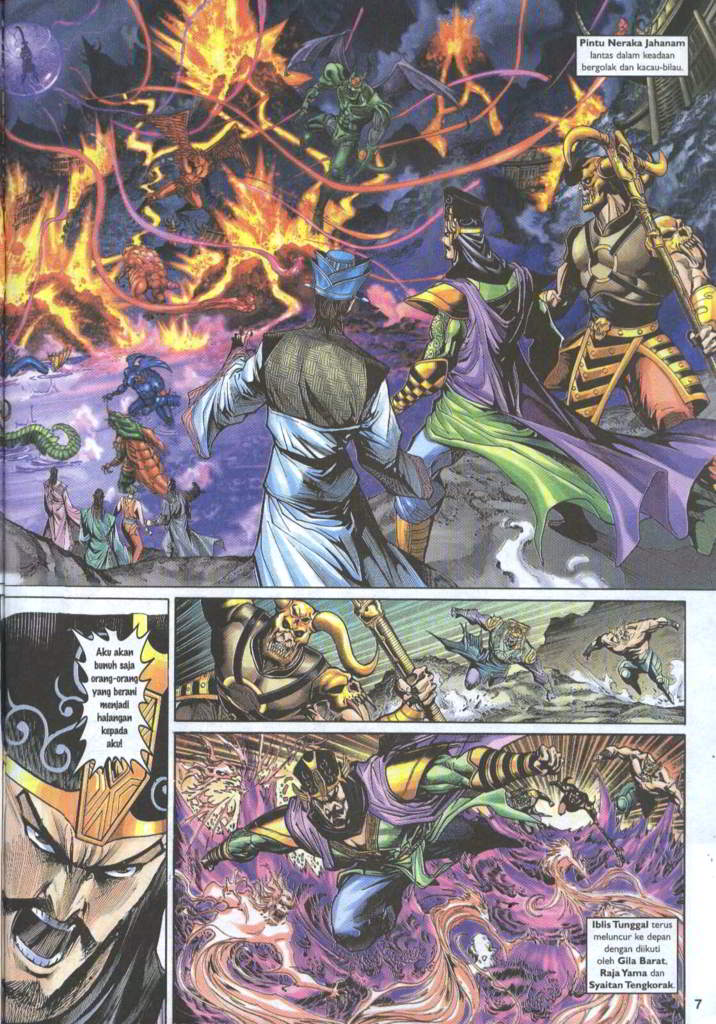 Pintu Neraka Jahanam
lantas dalam keadaan
bergolak dan kacau-bilau.
Aku akan
bunuh saja
orang-orang
yang berani
menjadi
halangan
kepada
aku!
Iblis Tunggal terus
meluncur ke depan
dengan diikuti
oleh Gila Barat,
Raja Yama dan
Syaitan Tengkorak.
7